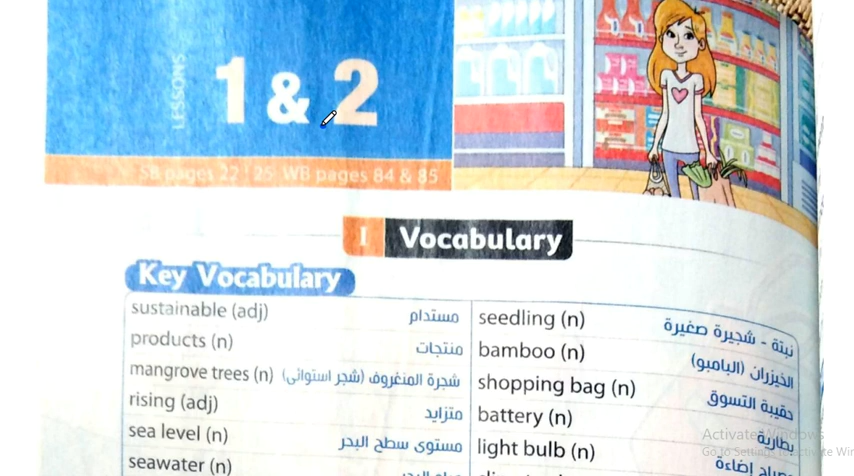 LESSONS
1 & 2
SB pages 22 : 25 WB pages 84 & 85
I Vocabulary
Key Vocabulary
sustainable (adj) مستدام
products (n) منتجات
mangrove trees (n) شجرة المنغروف (شجر استوائى)
rising (adj) متزايد
sea level (n) مستوى سطح البحر
seawater (n)
seedling (n) نبتة - شجيرة صغيرة
bamboo (n) الخيزران (البامبو)
shopping bag (n) حقيبة التسوق
battery (n) بطارية
light bulb (n) مصباح إضاءة
Activate Windows
Go to Settings to activate Win